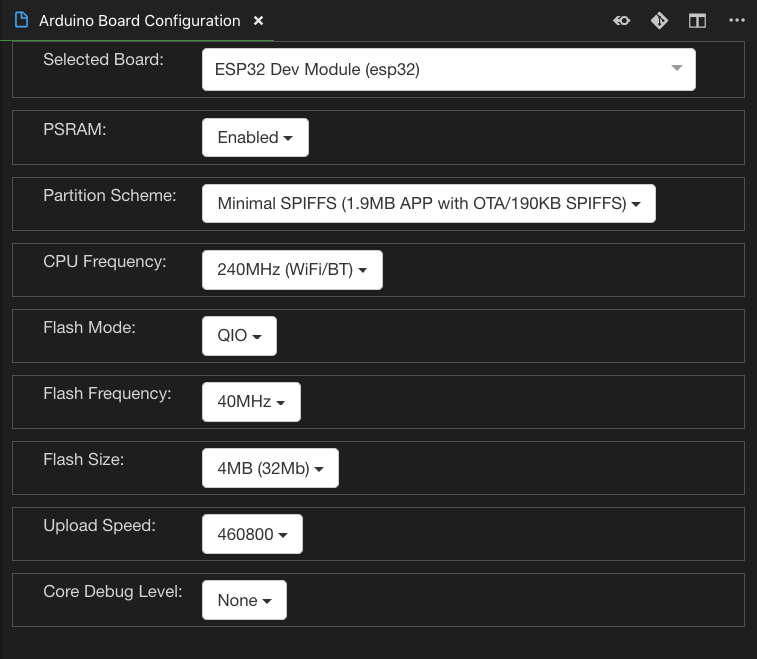 Arduino Board Configuration
Selected Board: ESP32 Dev Module (esp32)
PSRAM: Enabled
Partition Scheme: Minimal SPIFFS (1.9MB APP with OTA/190KB SPIFFS)
CPU Frequency: 240MHz (WiFi/BT)
Flash Mode: QIO
Flash Frequency: 40MHz
Flash Size: 4MB (32Mb)
Upload Speed: 460800
Core Debug Level: None